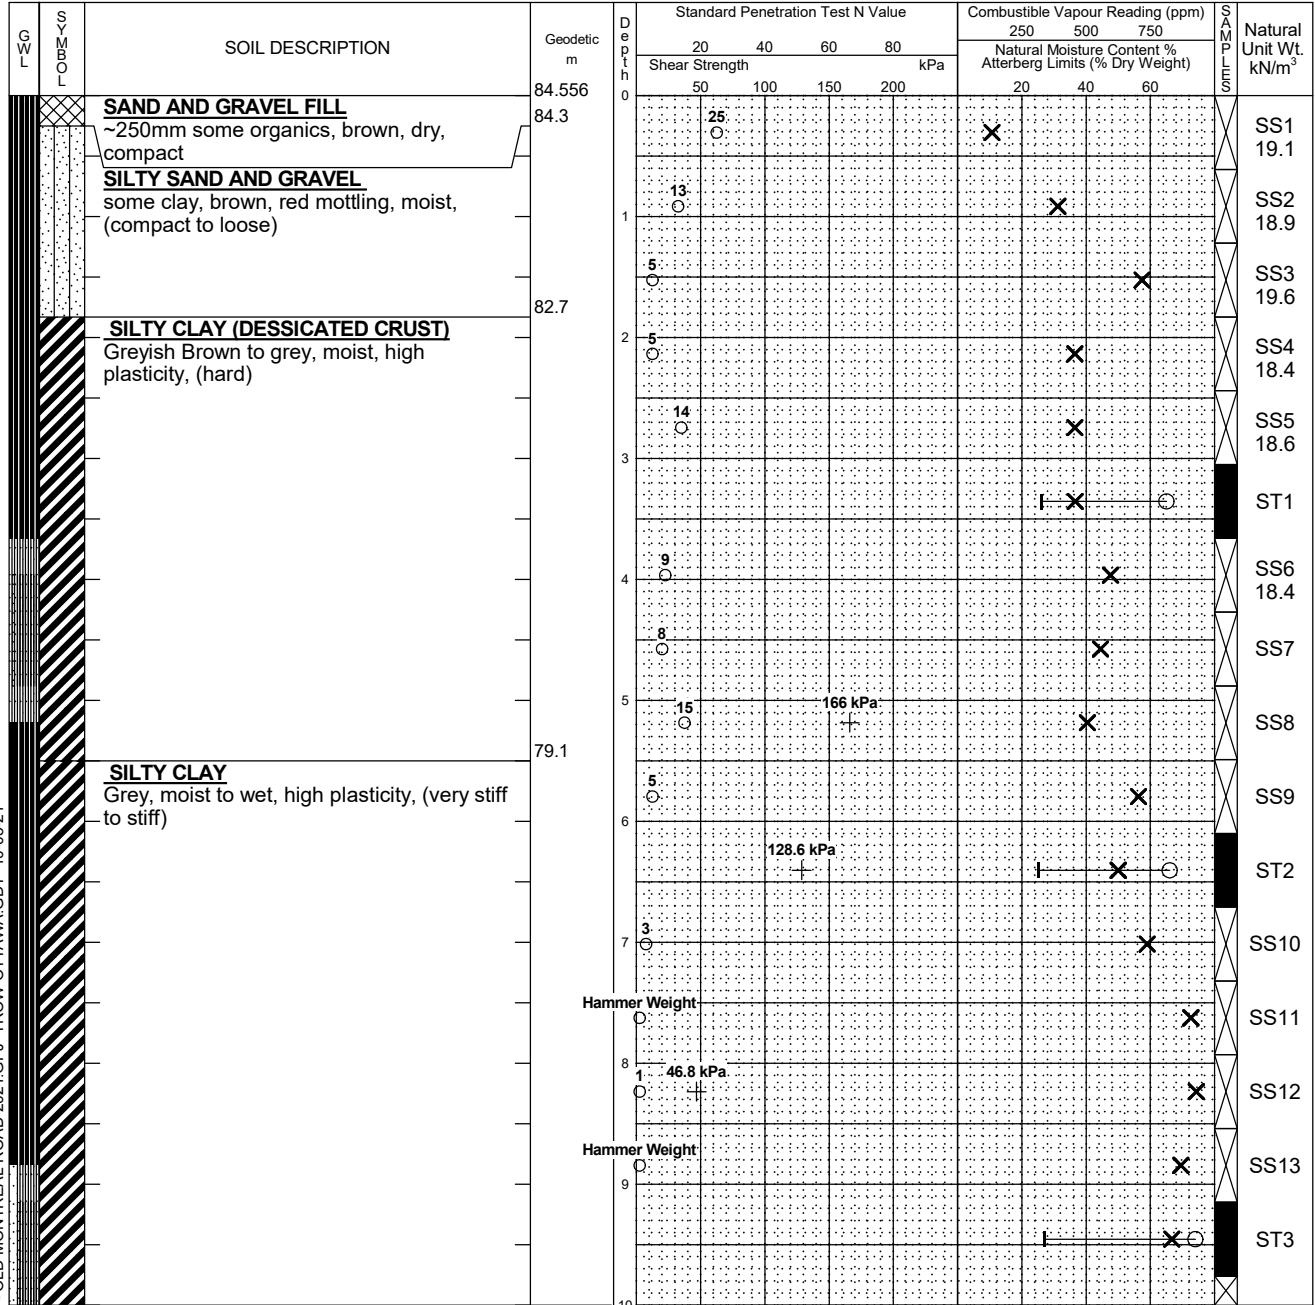 GWL
SYMBOL
SOIL DESCRIPTION
Geodetic
m
84.556
Depth
Standard Penetration Test N Value
20 40 60 80
Shear Strength kPa
50 100 150 200
Combustible Vapour Reading (ppm)
250 500 750
Natural Moisture Content %
Atterberg Limits (% Dry Weight)
20 40 60
SAMPLES
Natural
Unit Wt.
kN/m³
0
SAND AND GRAVEL FILL
84.3
~250mm some organics, brown, dry,
compact
25
SS1
19.1
SILTY SAND AND GRAVEL
some clay, brown, red mottling, moist,
(compact to loose)
13
1
SS2
18.9
5
SS3
19.6
82.7
SILTY CLAY (DESSICATED CRUST)
Greyish Brown to grey, moist, high
plasticity, (hard)
2
5
SS4
18.4
14
SS5
18.6
3
ST1
9
4
SS6
18.4
8
SS7
5
15
166 kPa
SS8
79.1
SILTY CLAY
Grey, moist to wet, high plasticity, (very stiff
to stiff)
5
SS9
6
128.6 kPa
ST2
3
7
SS10
Hammer Weight
SS11
8
1
46.8 kPa
SS12
Hammer Weight
SS13
9
ST3
10